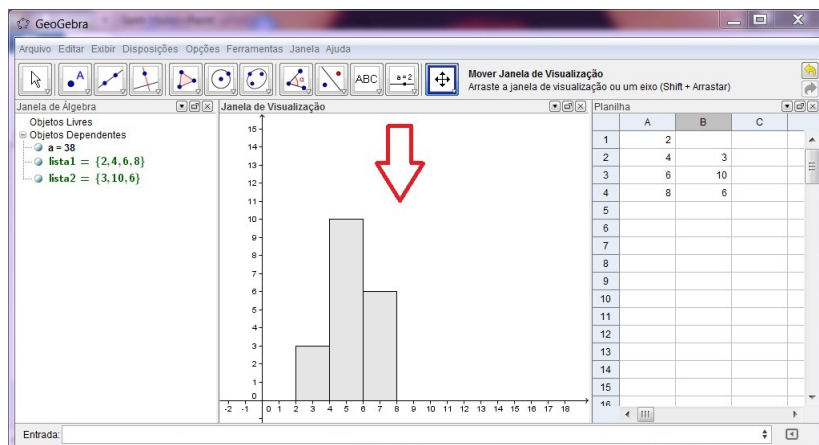 GeoGebra
Arquivo Editar Exibir Disposições Opções Ferramentas Janela Ajuda
A
ABC
a=2
Mover Janela de Visualização
Arraste a janela de visualização ou um eixo (Shift + Arrastar)
Janela de Álgebra
Objetos Livres
Objetos Dependentes
a = 38
lista1 = {2,4,6,8}
lista2 = {3,10,6}
Janela de Visualização
15
14
13
12
11
10
9
8
7
6
5
4
3
2
1
0
-2 -1 0 1 2 3 4 5 6 7 8 9 10 11 12 13 14 15 16 17 18
Planilha
A B C
1 2
2 4 3
3 6 10
4 8 6
5
6
7
8
9
10
11
12
13
14
15
16
Entrada: